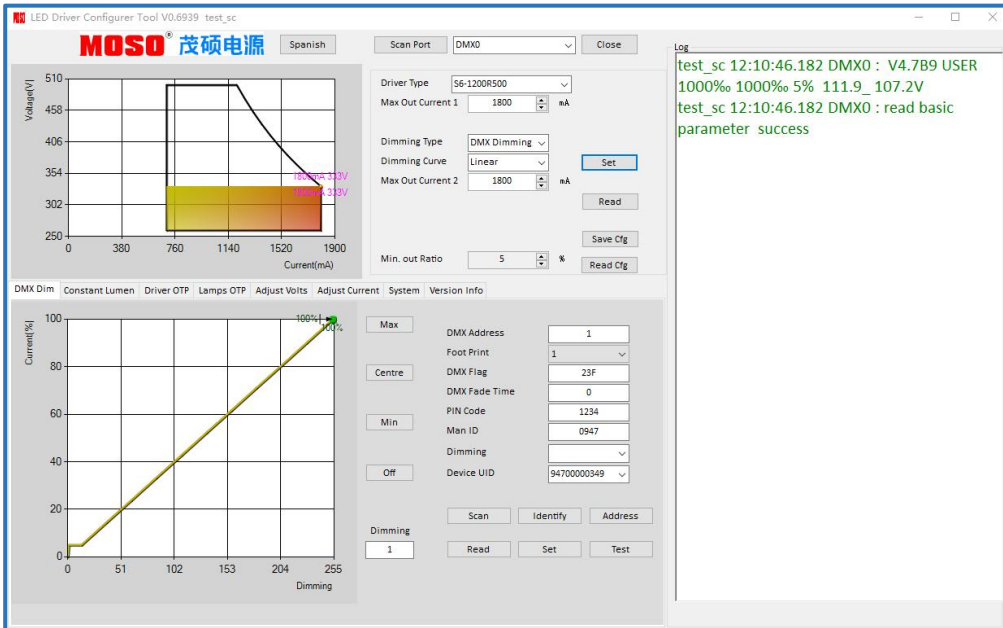 LED Driver Configurer Tool V0.6939 test_sc
MOSO® 茂硕电源
Spanish
Scan Port
DMX0
Close
Log
test_sc 12:10:46.182 DMX0 : V4.7B9 USER
1000‰ 1000‰ 5% 111.9_ 107.2V
test_sc 12:10:46.182 DMX0 : read basic
parameter success
Voltage|V|
510
458
406
354
302
250
1800mA 333V
333V
0 380 760 1140 1520 1900
Current(mA)
Driver Type S6-1200R500
Max Out Current 1 1800 mA
Dimming Type DMX Dimming
Dimming Curve Linear
Set
Max Out Current 2 1800 mA
Read
Save Cfg
Min. out Ratio 5 %
Read Cfg
DMX Dim Constant Lumen Driver OTP Lamps OTP Adjust Volts Adjust Current System Version Info
Current|%|
100
80
60
40
20
0
100%
100%
0 51 102 153 204 255
Dimming
Max
Centre
Min
Off
Dimming
1
DMX Address 1
Foot Print 1
DMX Flag 23F
DMX Fade Time 0
PIN Code 1234
Man ID 0947
Dimming
Device UID 94700000349
Scan Identify Address
Read Set Test